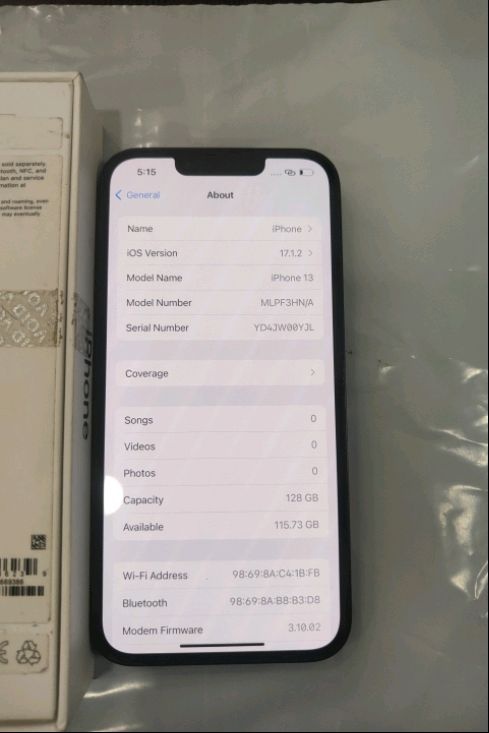 sold separately.
tooth, NFC, and
lan and service
mation at
and roaming, even
software license
may eventually
VOID
iPhone
5:15
General
About
Name iPhone
iOS Version 17.1.2
Model Name iPhone 13
Model Number MLPF3HN/A
Serial Number YD4JW00YJL
Coverage
Songs 0
Videos 0
Photos 0
Capacity 128 GB
Available 115.73 GB
Wi-Fi Address 98:69:8A:C4:1B:FB
Bluetooth 98:69:8A:B8:B3:D8
Modem Firmware 3.10.02